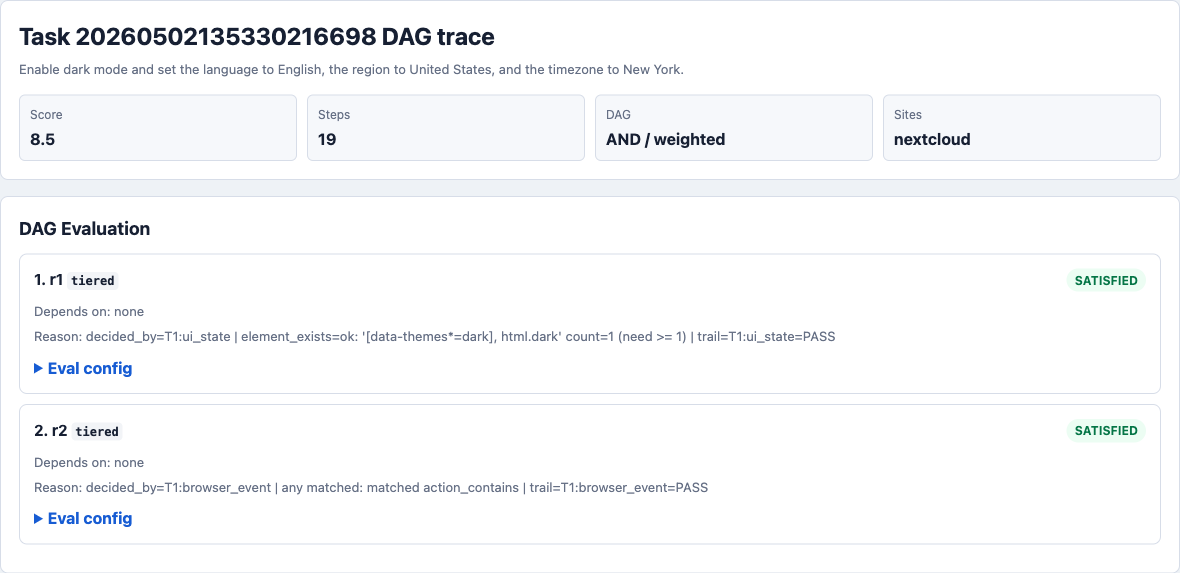 Task 20260502135330216698 DAG trace
Enable dark mode and set the language to English, the region to United States, and the timezone to New York.
Score
8.5
Steps
19
DAG
AND / weighted
Sites
nextcloud
DAG Evaluation
1. r1 tiered
SATISFIED
Depends on: none
Reason: decided_by=T1:ui_state | element_exists=ok: '[data-themes*=dark], html.dark' count=1 (need >= 1) | trail=T1:ui_state=PASS
Eval config
2. r2 tiered
SATISFIED
Depends on: none
Reason: decided_by=T1:browser_event | any matched: matched action_contains | trail=T1:browser_event=PASS
Eval config